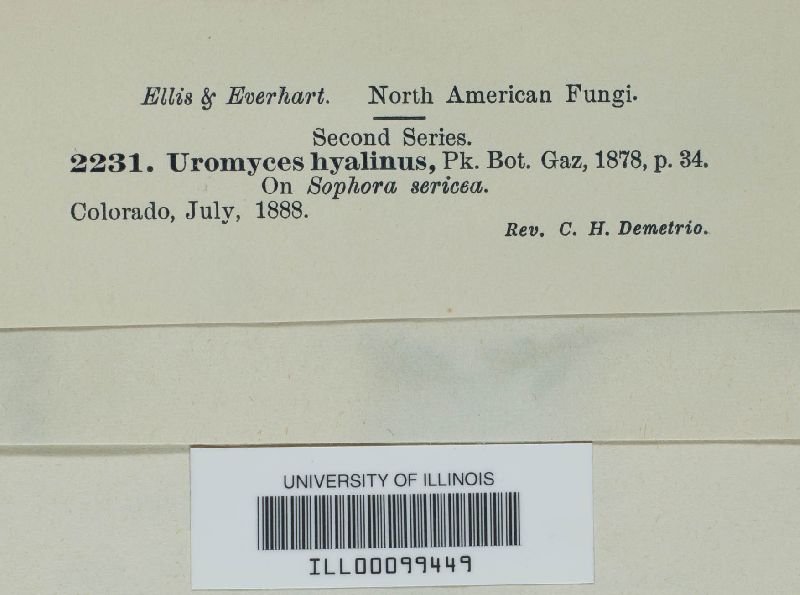 Ellis & Everhart. North American Fungi.
Second Series.
2231. Uromyces hyalinus, Pk. Bot. Gaz, 1878, p. 34.
On Sophora sericea.
Colorado, July, 1888.
Rev. C. H. Demetrio.
UNIVERSITY OF ILLINOIS
ILL00099449